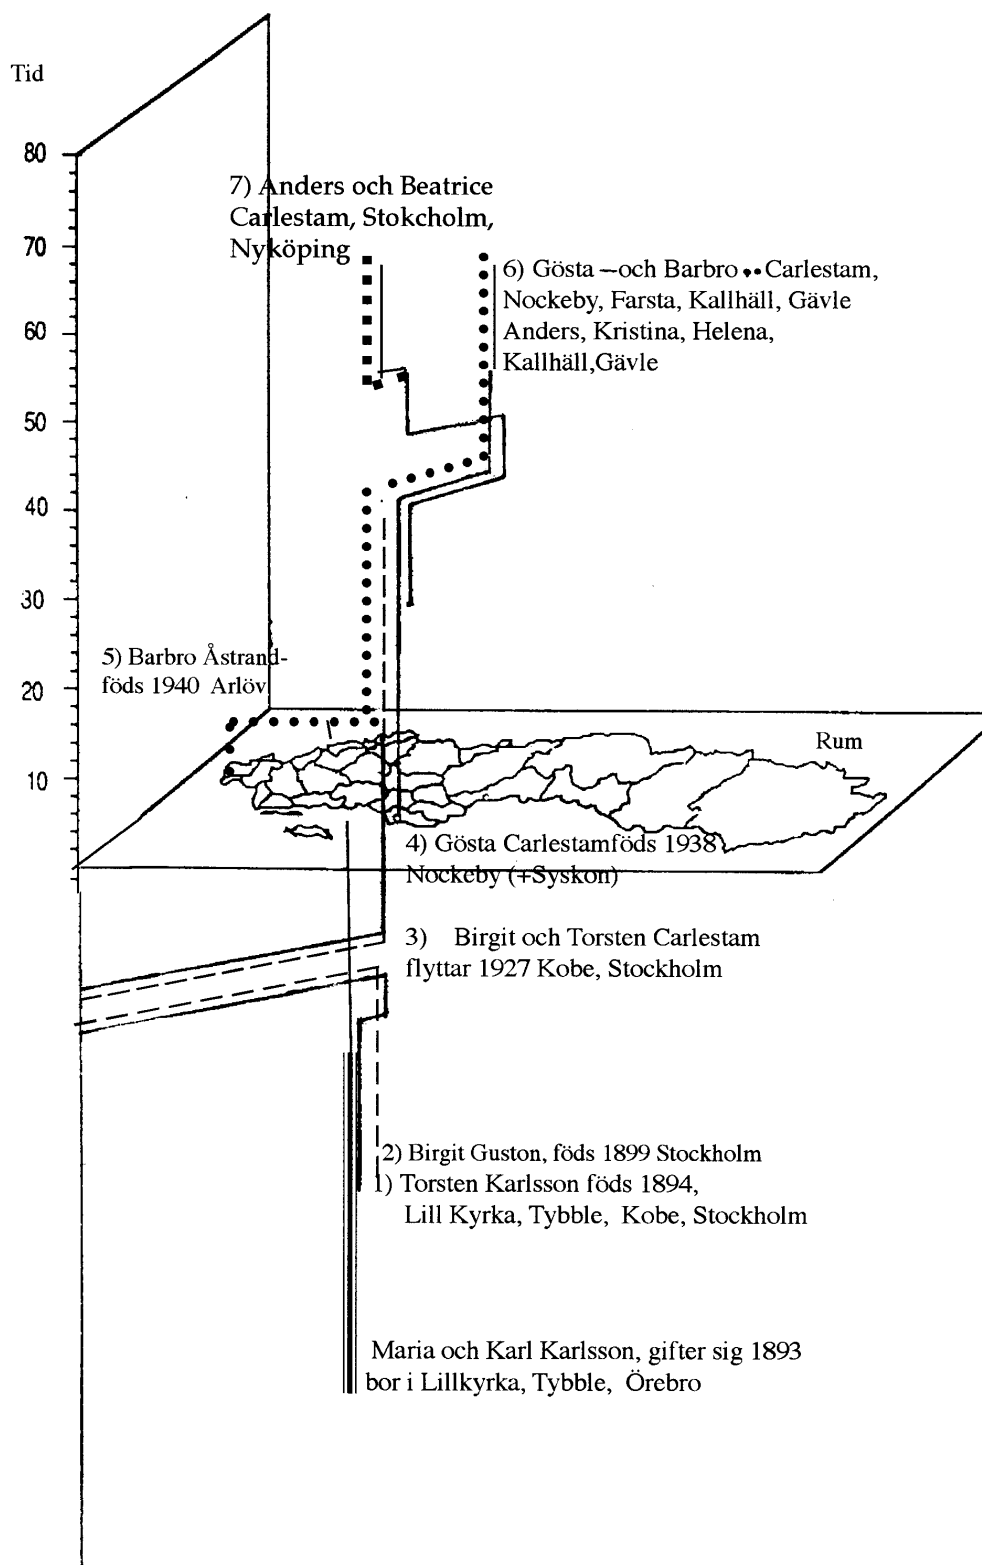 Tid
80
70
60
50
40
30
20
10
7) Anders och Beatrice
Carlestam, Stokcholm,
Nyköping
6) Gösta –och Barbro •• Carlestam,
Nockeby, Farsta, Kallhäll, Gävle
Anders, Kristina, Helena,
Kallhäll,Gävle
5) Barbro Åstrand-
föds 1940 Arlöv
Rum
4) Gösta Carlestamföds 1938
Nockeby (+Syskon)
3) Birgit och Torsten Carlestam
flyttar 1927 Kobe, Stockholm
2) Birgit Guston, föds 1899 Stockholm
1) Torsten Karlsson föds 1894,
Lill Kyrka, Tybble, Kobe, Stockholm
Maria och Karl Karlsson, gifter sig 1893
bor i Lillkyrka, Tybble, Örebro